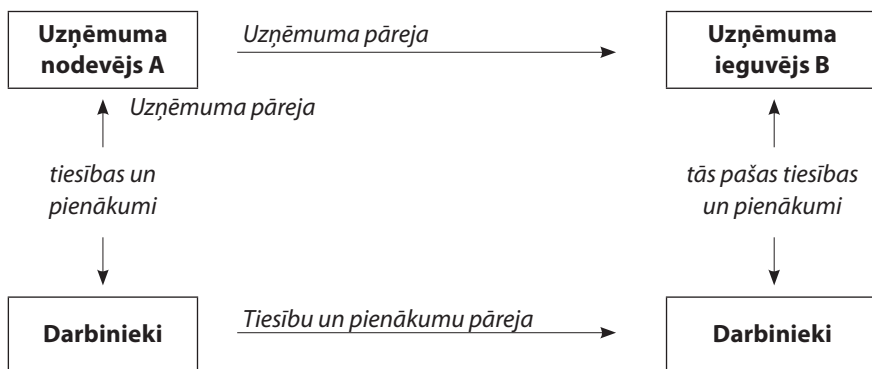 Uzņēmuma
nodevējs A
Uzņēmuma pāreja
Uzņēmuma
ieguvējs B
Uzņēmuma pāreja
tiesības un
pienākumi
tās pašas tiesības
un pienākumi
Darbinieki
Tiesību un pienākumu pāreja
Darbinieki